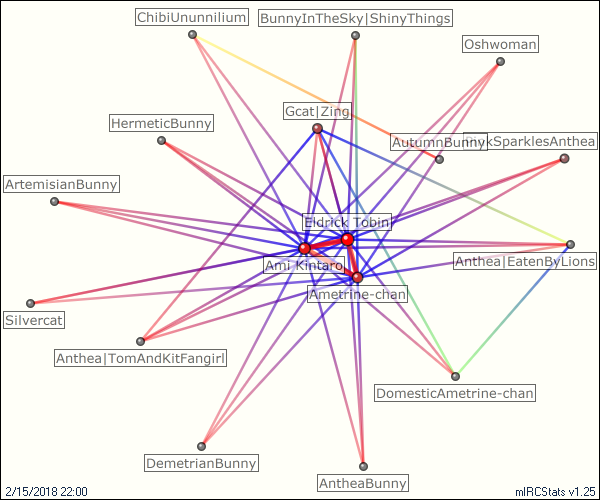 ChibiUnunnilium
BunnyInTheSky|ShinyThings
Oshwoman
Gcat|Zing
HermeticBunny
AutumnBunny
kSparklesAnthea
ArtemisianBunny
Eldrick Tobin
Ami-Kintaro
Anthea|EatenByLions
Ametrine-chan
Silvercat
Anthea|TomAndKitFangirl
DomesticAmetrine-chan
DemetrianBunny
AntheaBunny
2/15/2018 22:00
mIRCStats v1.25